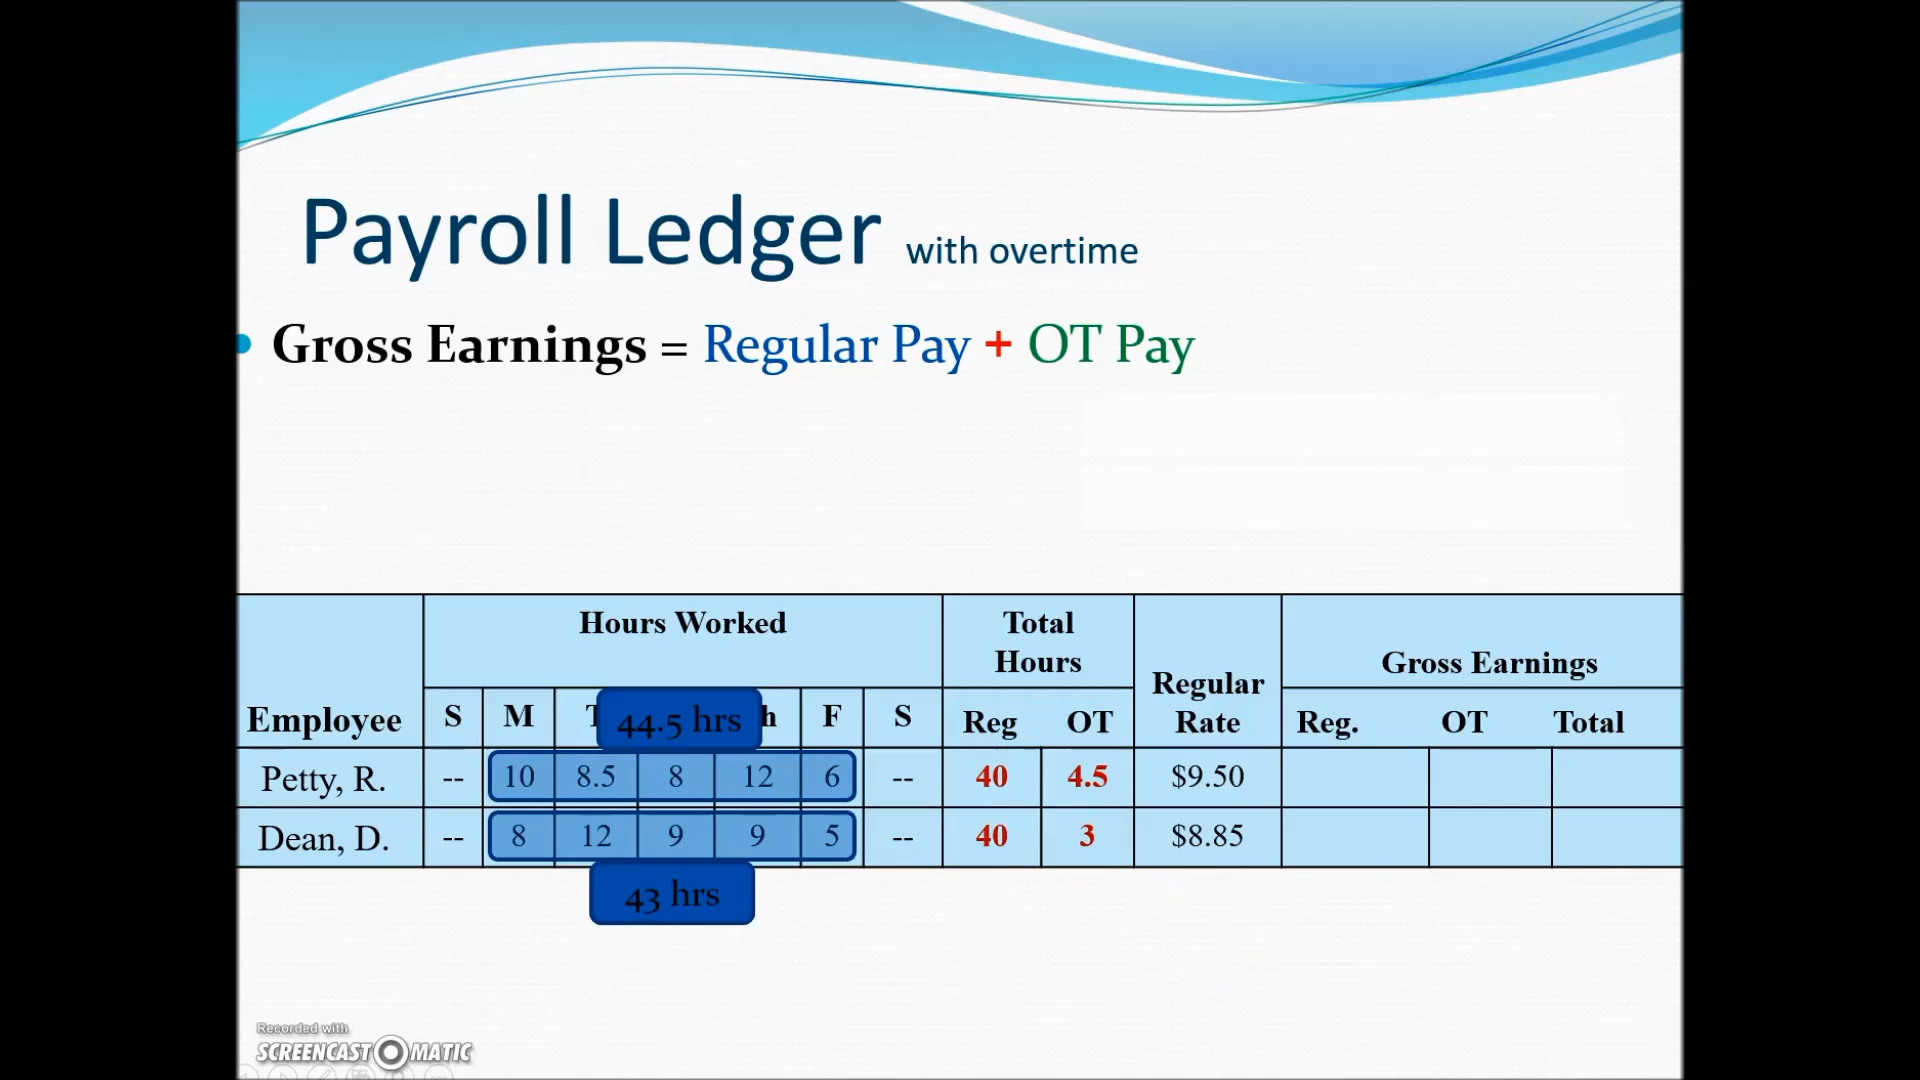 Payroll Ledger with overtime
• Gross Earnings = Regular Pay + OT Pay
Hours Worked
Total Hours
Regular Rate
Gross Earnings
Employee S M T 44.5 hrs h F S Reg OT Reg. OT Total
Petty, R. -- 10 8.5 8 12 6 -- 40 4.5 $9.50
Dean, D. -- 8 12 9 9 5 -- 40 3 $8.85
43 hrs
Recorded with
SCREENCAST-O-MATIC